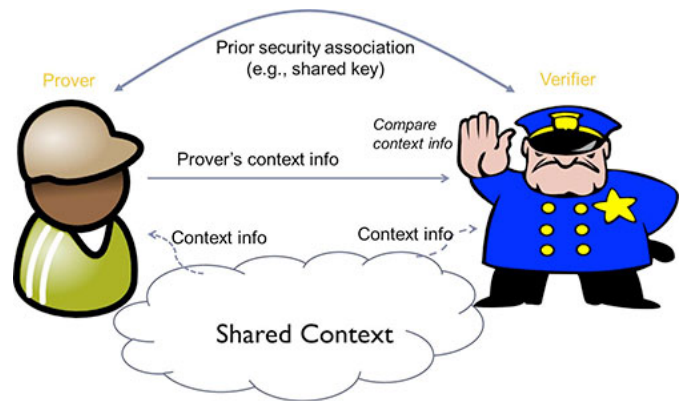 Prior security association
(e.g., shared key)
Prover
Verifier
Compare
context info
Prover's context info
Context info
Context info
Shared Context